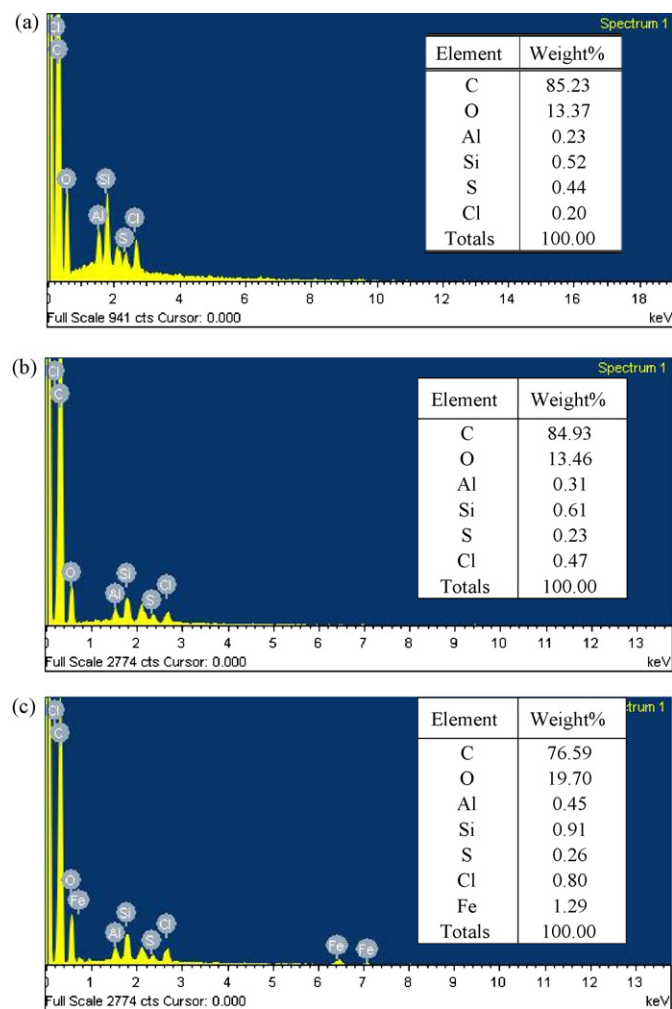 (a)
Spectrum 1
Cl
C
O
Si
Al
S
Cl
Element Weight%
C 85.23
O 13.37
Al 0.23
Si 0.52
S 0.44
Cl 0.20
Totals 100.00
0 2 4 6 8 10 12 14 16 18
Full Scale 941 cts Cursor: 0.000 keV
(b)
Spectrum 1
Cl
C
O
Si
Al
S
Cl
Element Weight%
C 84.93
O 13.46
Al 0.31
Si 0.61
S 0.23
Cl 0.47
Totals 100.00
0 1 2 3 4 5 6 7 8 9 10 11 12 13
Full Scale 2774 cts Cursor: 0.000 keV
(c)
trum 1
Cl
C
O
Fe
Si
Al
S
Cl
Fe
Fe
Element Weight%
C 76.59
O 19.70
Al 0.45
Si 0.91
S 0.26
Cl 0.80
Fe 1.29
Totals 100.00
0 1 2 3 4 5 6 7 8 9 10 11 12 13
Full Scale 2774 cts Cursor: 0.000 keV